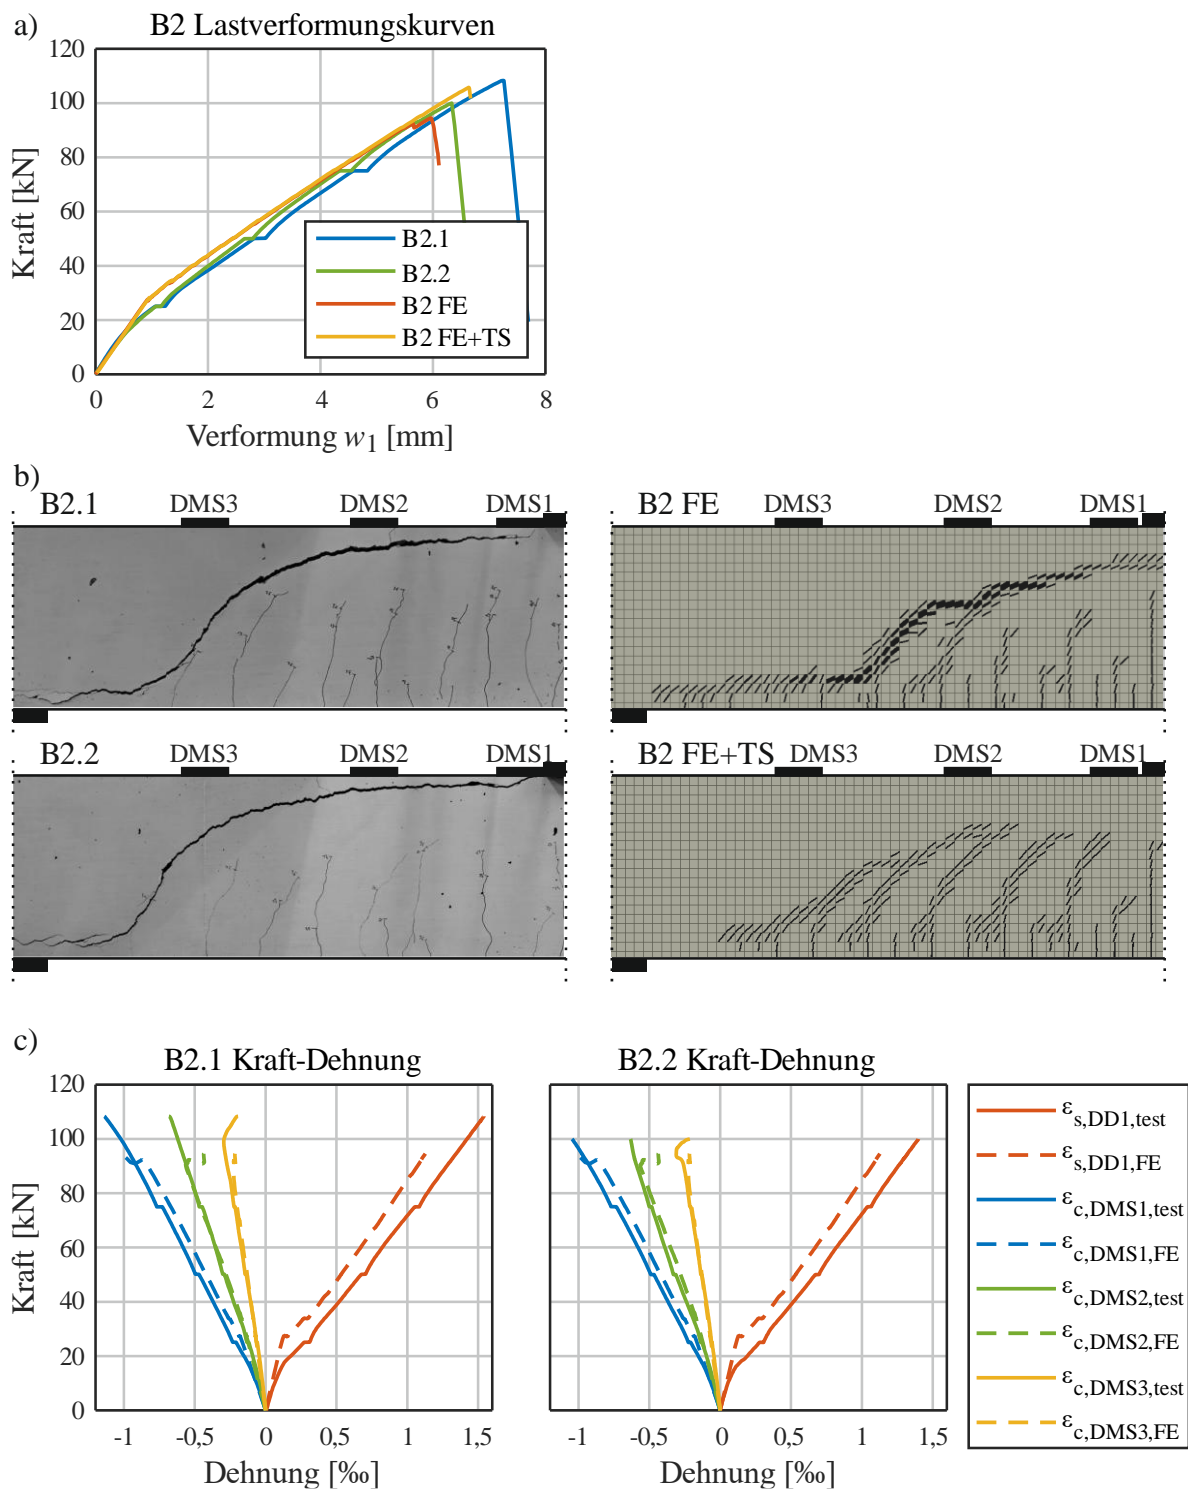 a)
B2 Lastverformungskurven
120
100
80
60
40
20
0
Kraft [kN]
B2.1
B2.2
B2 FE
B2 FE+TS
0 2 4 6 8
Verformung w1 [mm]
b)
B2.1 DMS3 DMS2 DMS1
B2 FE DMS3 DMS2 DMS1
B2.2 DMS3 DMS2 DMS1
B2 FE+TS DMS3 DMS2 DMS1
c)
B2.1 Kraft-Dehnung
120
100
80
60
40
20
0
Kraft [kN]
-1 -0,5 0 0,5 1 1,5
Dehnung [‰]
B2.2 Kraft-Dehnung
-1 -0,5 0 0,5 1 1,5
Dehnung [‰]
εs,DD1,test
εs,DD1,FE
εc,DMS1,test
εc,DMS1,FE
εc,DMS2,test
εc,DMS2,FE
εc,DMS3,test
εc,DMS3,FE